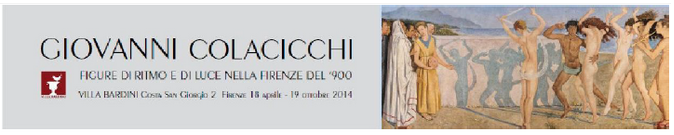 GIOVANNI COLACICCHI
FIGURE DI RITMO E DI LUCE NELLA FIRENZE DEL '900
VILLA BARDINI Costa San Giorgio 2 Firenze 18 aprile - 19 ottobre 2014